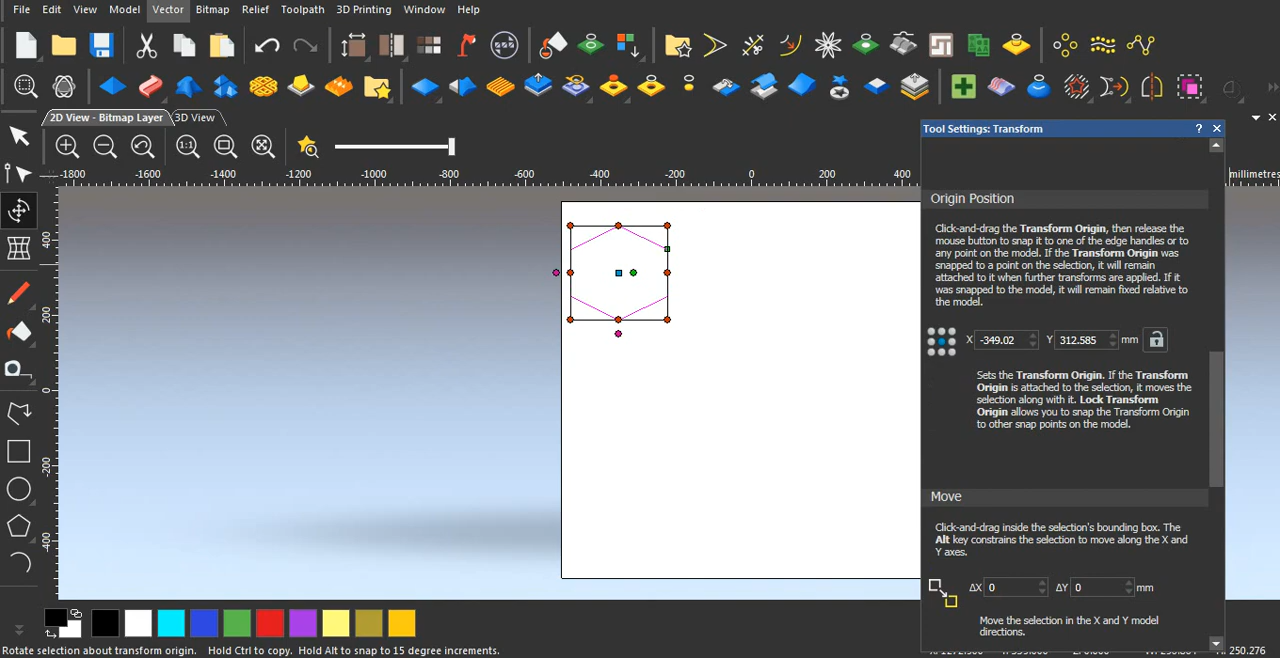 File Edit View Model Vector Bitmap Relief Toolpath 3D Printing Window Help
2D View - Bitmap Layer 3D View
1:1
-1800 -1600 -1400 -1200 -1000 -800 -600 -400 -200 0 200 400 millimetres
400
200
0
-200
-400
Tool Settings: Transform ?
Origin Position
Click-and-drag the Transform Origin, then release the
mouse button to snap it to one of the edge handles or to
any point on the model. If the Transform Origin was
snapped to a point on the selection, it will remain
attached to it when further transforms are applied. If it
was snapped to the model, it will remain fixed relative to
the model.
X -349.02 Y 312.585 mm
Sets the Transform Origin. If the Transform
Origin is attached to the selection, it moves the
selection along with it. Lock Transform
Origin allows you to snap the Transform Origin
to other snap points on the model.
Move
Click-and-drag inside the selection's bounding box. The
Alt key constrains the selection to move along the X and
Y axes.
ΔX 0 ΔY 0 mm
Move the selection in the X and Y model
directions.
Rotate selection about transform origin. Hold Ctrl to copy. Hold Alt to snap to 15 degree increments.
H: 250.276